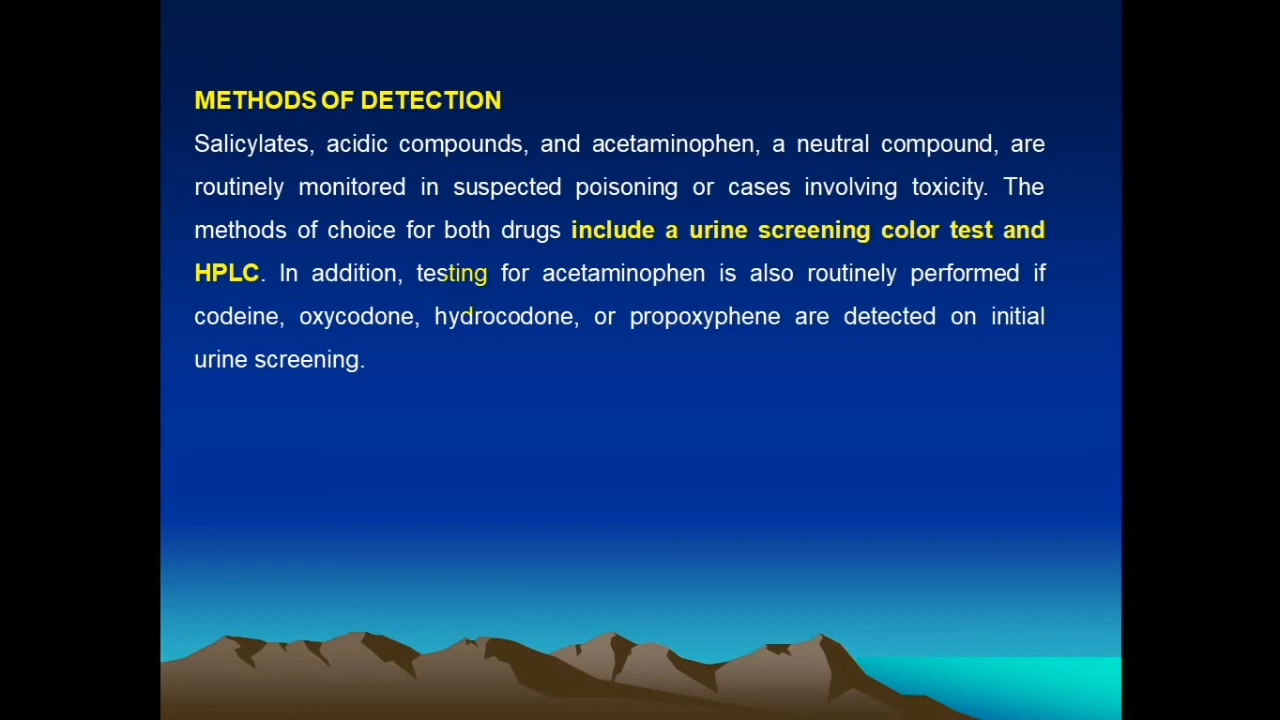 METHODS OF DETECTION
Salicylates, acidic compounds, and acetaminophen, a neutral compound, are
routinely monitored in suspected poisoning or cases involving toxicity. The
methods of choice for both drugs include a urine screening color test and
HPLC. In addition, testing for acetaminophen is also routinely performed if
codeine, oxycodone, hydrocodone, or propoxyphene are detected on initial
urine screening.